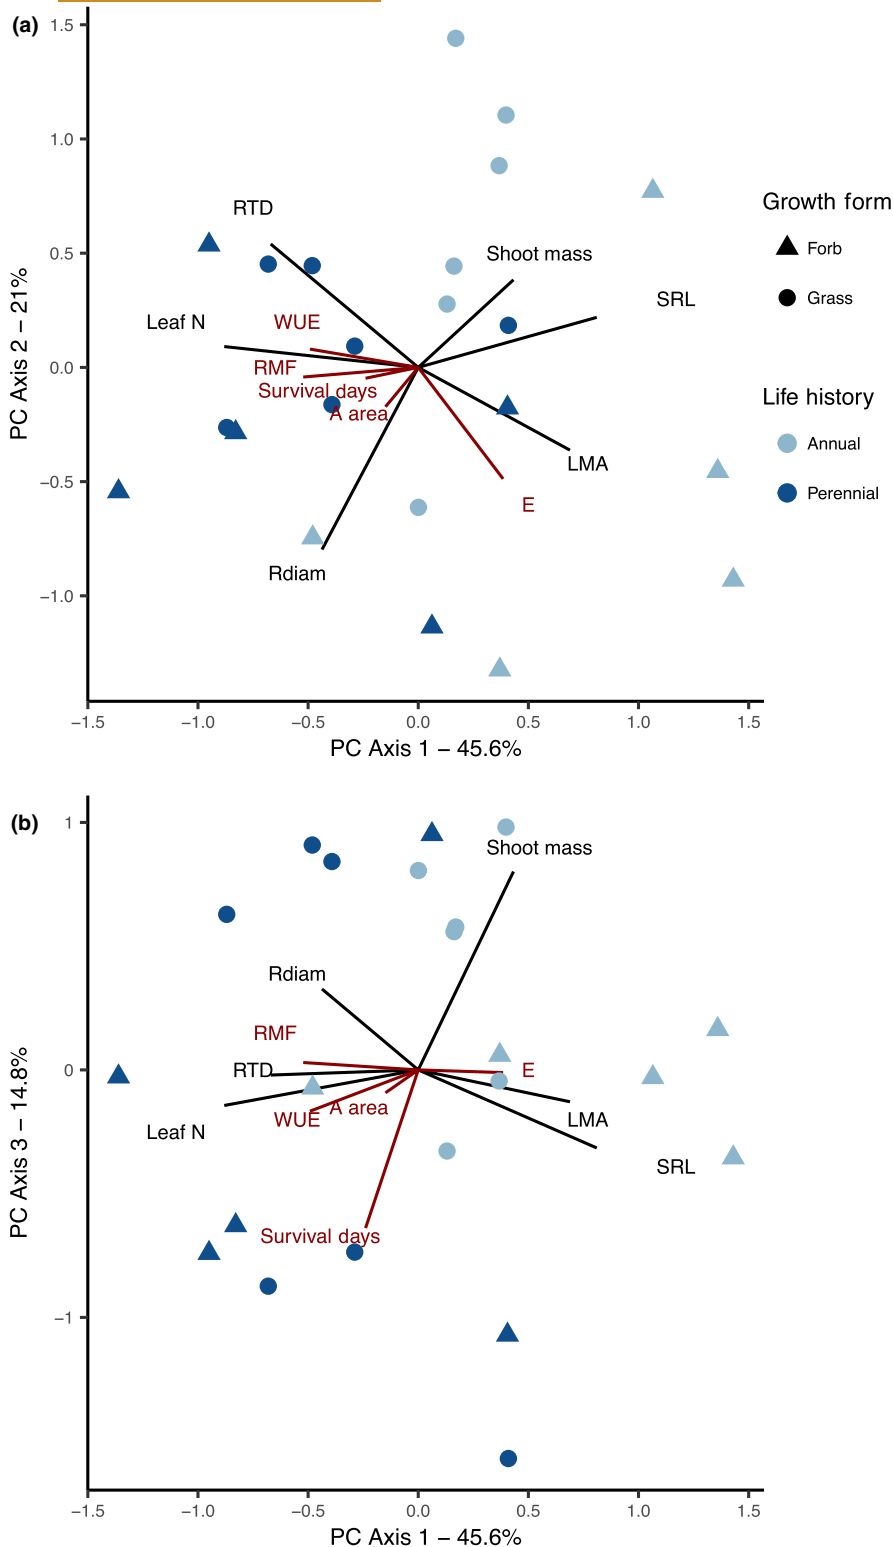 (a)
1.5
1.0
0.5
0.0
−0.5
−1.0
PC Axis 2 – 21%
RTD
Shoot mass
SRL
Leaf N
WUE
RMF
Survival days
A area
LMA
E
Rdiam
−1.5
−1.0
−0.5
0.0
0.5
1.0
1.5
PC Axis 1 – 45.6%
Growth form
Forb
Grass
Life history
Annual
Perennial
(b)
1
0
−1
PC Axis 3 – 14.8%
Shoot mass
Rdiam
RMF
RTD
E
A area
WUE
LMA
Leaf N
SRL
Survival days
−1.5
−1.0
−0.5
0.0
0.5
1.0
1.5
PC Axis 1 – 45.6%